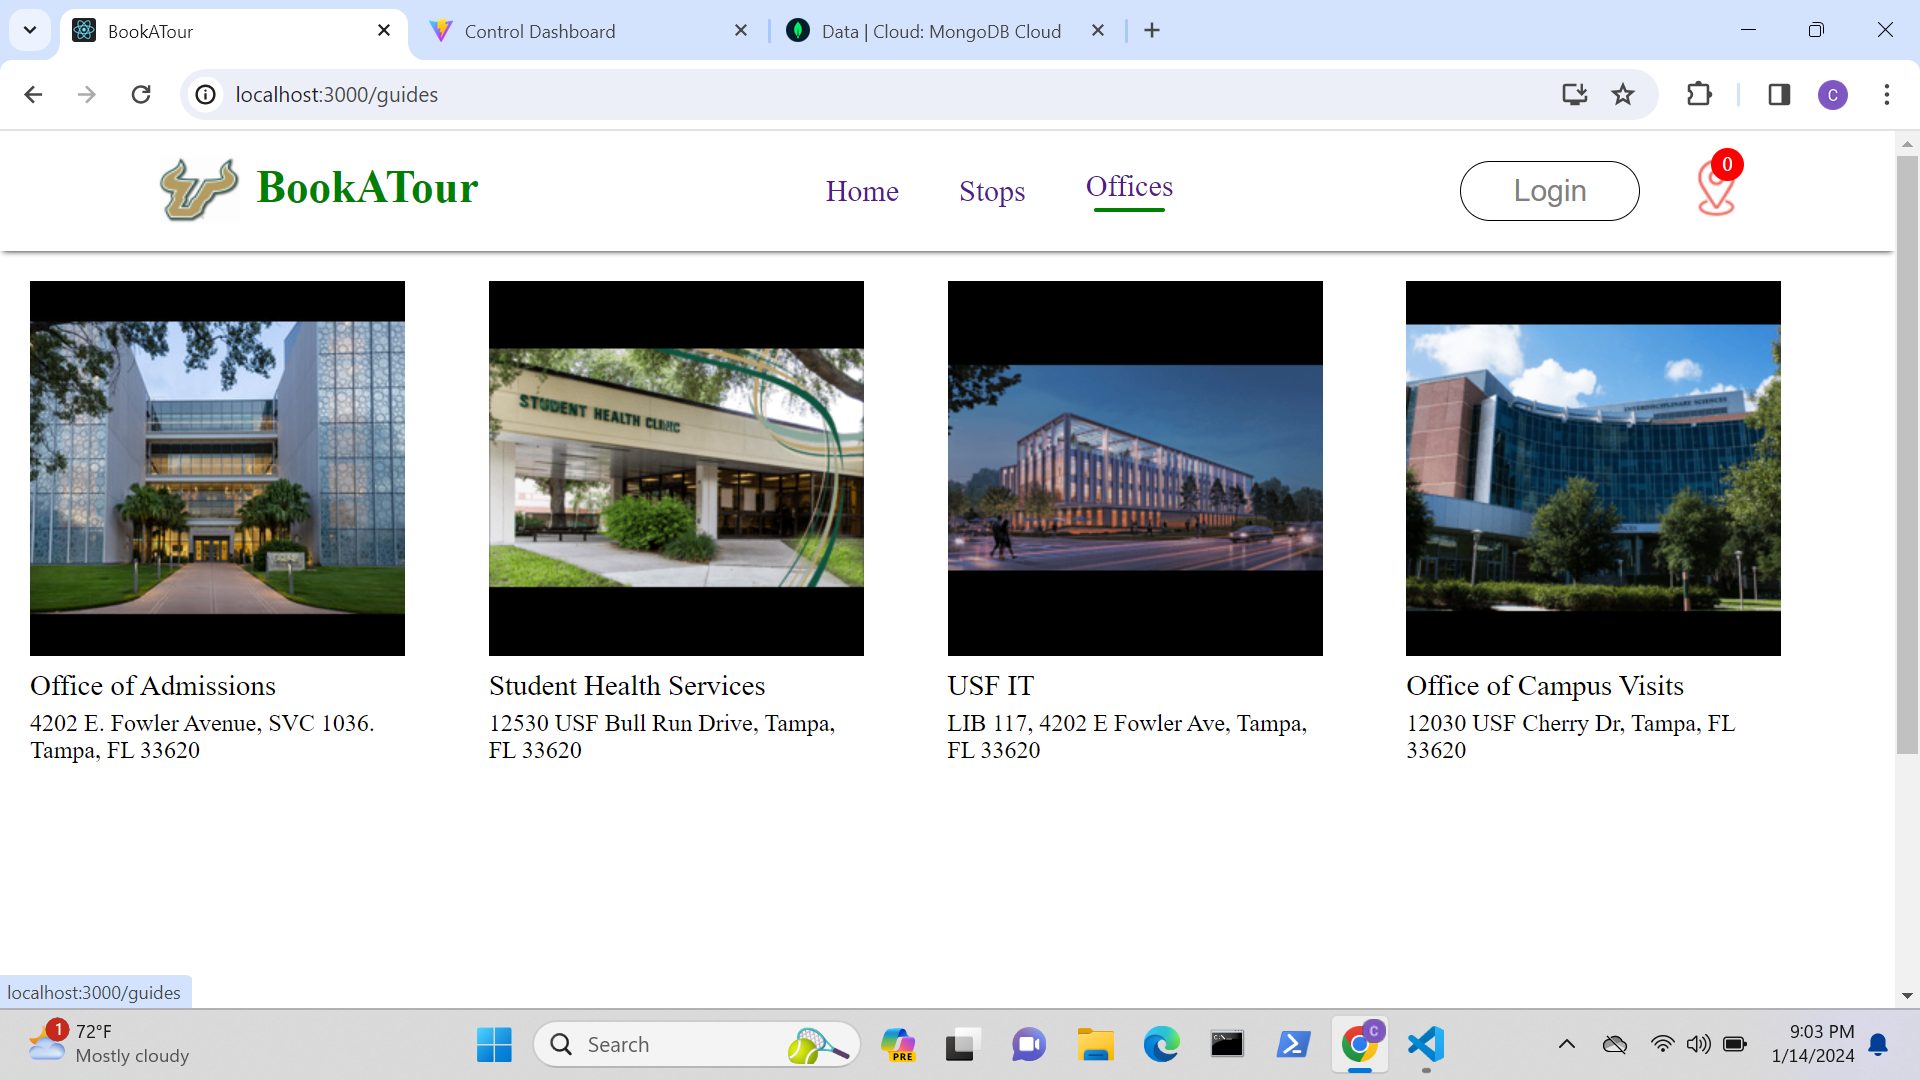 BookATour
Control Dashboard
Data | Cloud: MongoDB Cloud
localhost:3000/guides
C
BookATour
Home
Stops
Offices
Login
0
STUDENT HEALTH CLINIC
INTERDISCIPLINARY SCIENCES
Office of Admissions
4202 E. Fowler Avenue, SVC 1036.
Tampa, FL 33620
Student Health Services
12530 USF Bull Run Drive, Tampa,
FL 33620
USF IT
LIB 117, 4202 E Fowler Ave, Tampa,
FL 33620
Office of Campus Visits
12030 USF Cherry Dr, Tampa, FL
33620
localhost:3000/guides
1
72°F
Mostly cloudy
Search
PRE
C
9:03 PM
1/14/2024